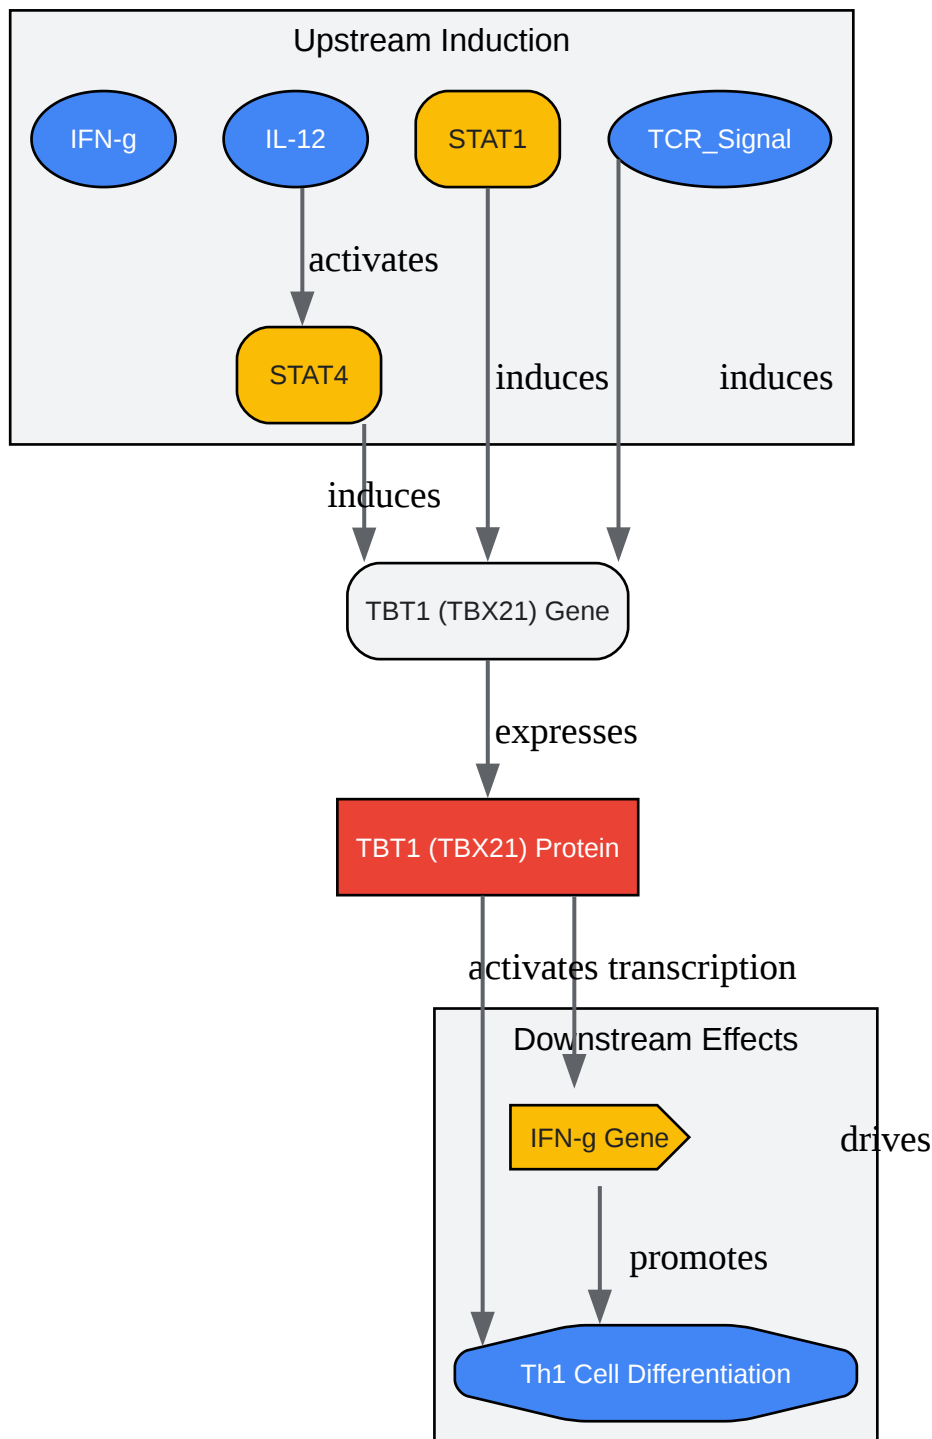 Upstream Induction
IFN-g
IL-12
STAT1
TCR_Signal
activates
STAT4
induces
induces
induces
TBT1 (TBX21) Gene
expresses
TBT1 (TBX21) Protein
activates transcription
Downstream Effects
IFN-g Gene
drives
promotes
Th1 Cell Differentiation